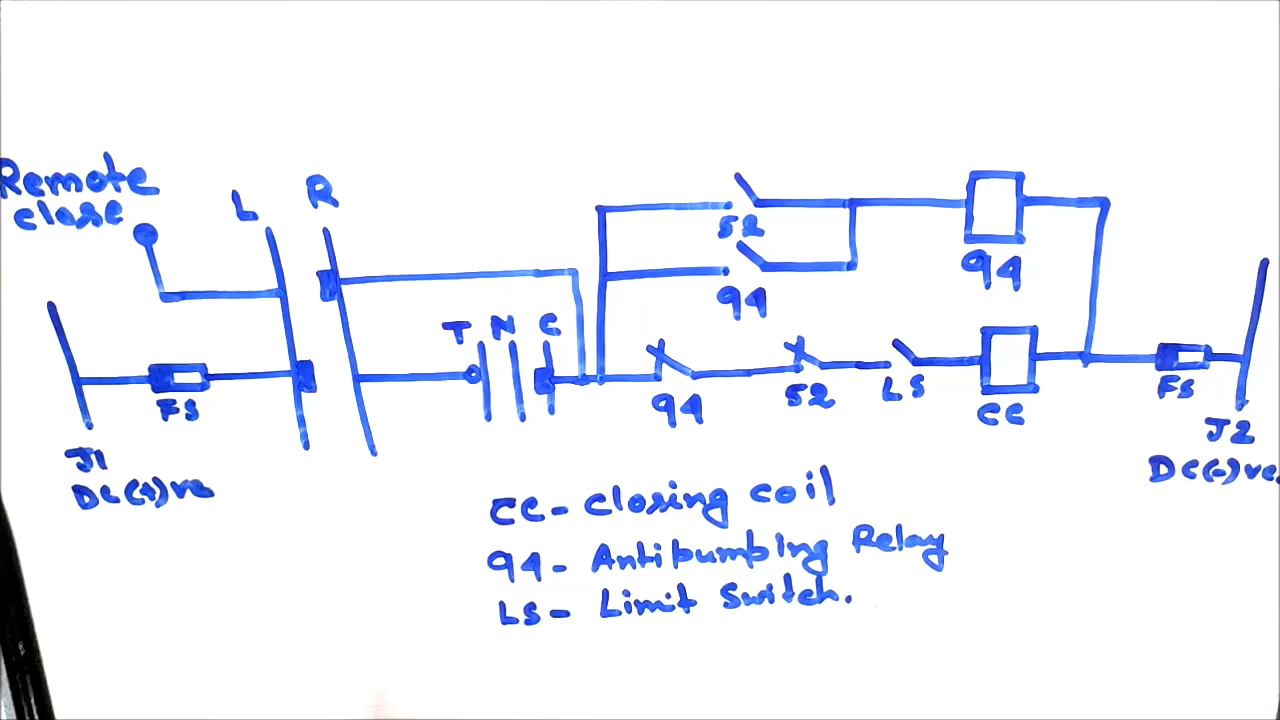 Remote
close
L
R
52
94
94
T N C
94
52
LS
CC
FS
FS
J1
DC(+)ve
J2
DC(-)ve
CC- Closing coil
94- Antipumping Relay
LS- Limit Switch.